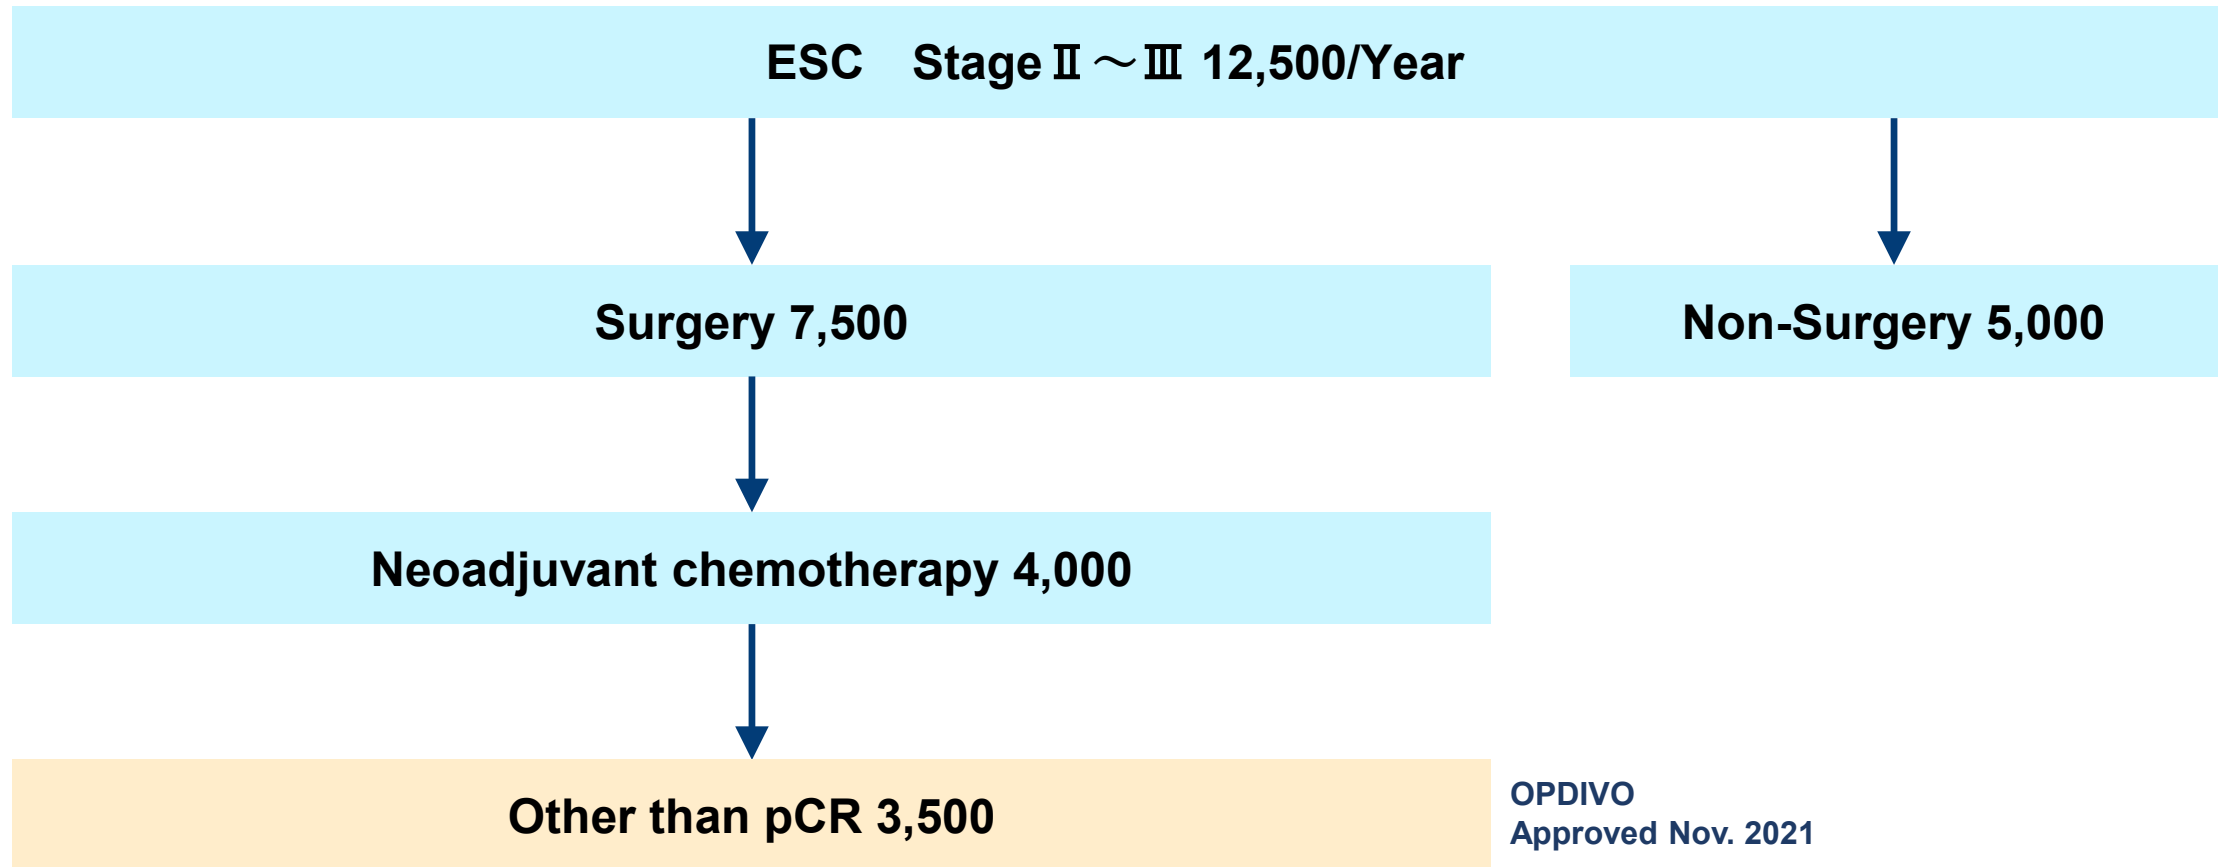 ESC　Stage Ⅱ～Ⅲ 12,500/Year
Surgery 7,500
Non-Surgery 5,000
Neoadjuvant chemotherapy 4,000
Other than pCR 3,500
OPDIVO
Approved Nov. 2021